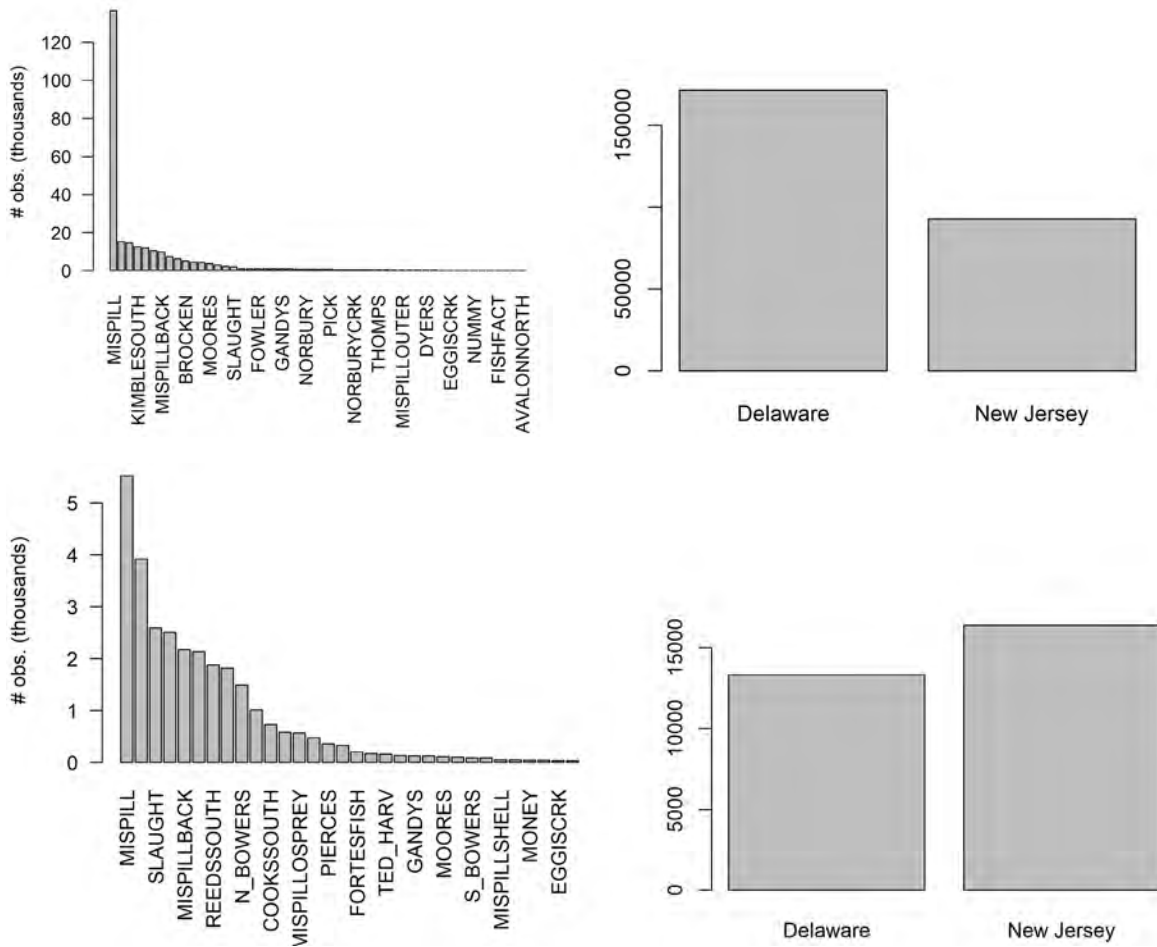 # obs. (thousands)
120
100
80
60
40
20
0
MISPILL
KIMBLESOUTH
MISPILLBACK
BROCKEN
MOORES
SLAUGHT
FOWLER
GANDYS
NORBURY
PICK
NORBURYCRK
THOMPS
MISPILLOUTER
DYERS
EGGISCRK
NUMMY
FISHFACT
AVALONNORTH
150000
50000
0
Delaware
New Jersey
# obs. (thousands)
5
4
3
2
1
0
MISPILL
SLAUGHT
MISPILLBACK
REEDSSOUTH
N_BOWERS
COOKSSOUTH
MISPILLOSPREY
PIERCES
FORTESFISH
TED_HARV
GANDYS
MOORES
S_BOWERS
MISPILLSHELL
MONEY
EGGISCRK
15000
10000
5000
0
Delaware
New Jersey